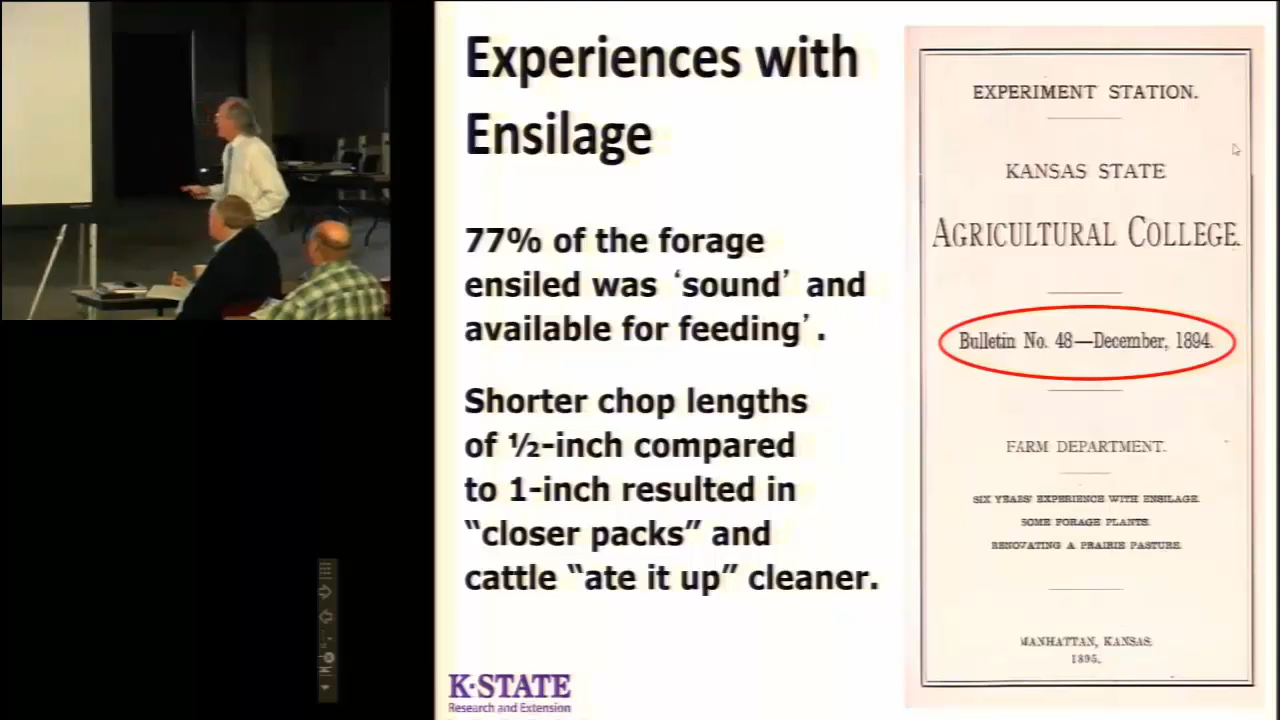 Experiences with
Ensilage
77% of the forage
ensiled was ‘sound’ and
available for feeding’.
Shorter chop lengths
of ½-inch compared
to 1-inch resulted in
“closer packs” and
cattle “ate it up” cleaner.
K·STATE
Research and Extension
EXPERIMENT STATION.
KANSAS STATE
AGRICULTURAL COLLEGE.
Bulletin No. 48—December, 1894.
FARM DEPARTMENT.
SIX YEARS' EXPERIENCE WITH ENSILAGE.
SOME FORAGE PLANTS.
RENOVATING A PRAIRIE PASTURE.
MANHATTAN, KANSAS.
1895.